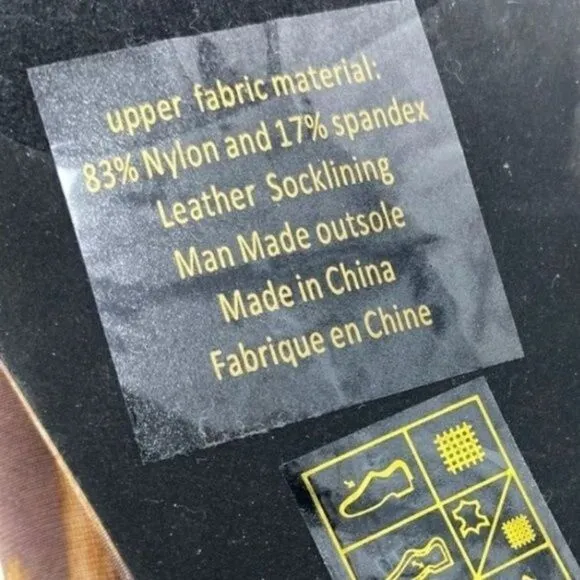 upper fabric material:
83% Nylon and 17% spandex
Leather Socklining
Man Made outsole
Made in China
Fabrique en Chine